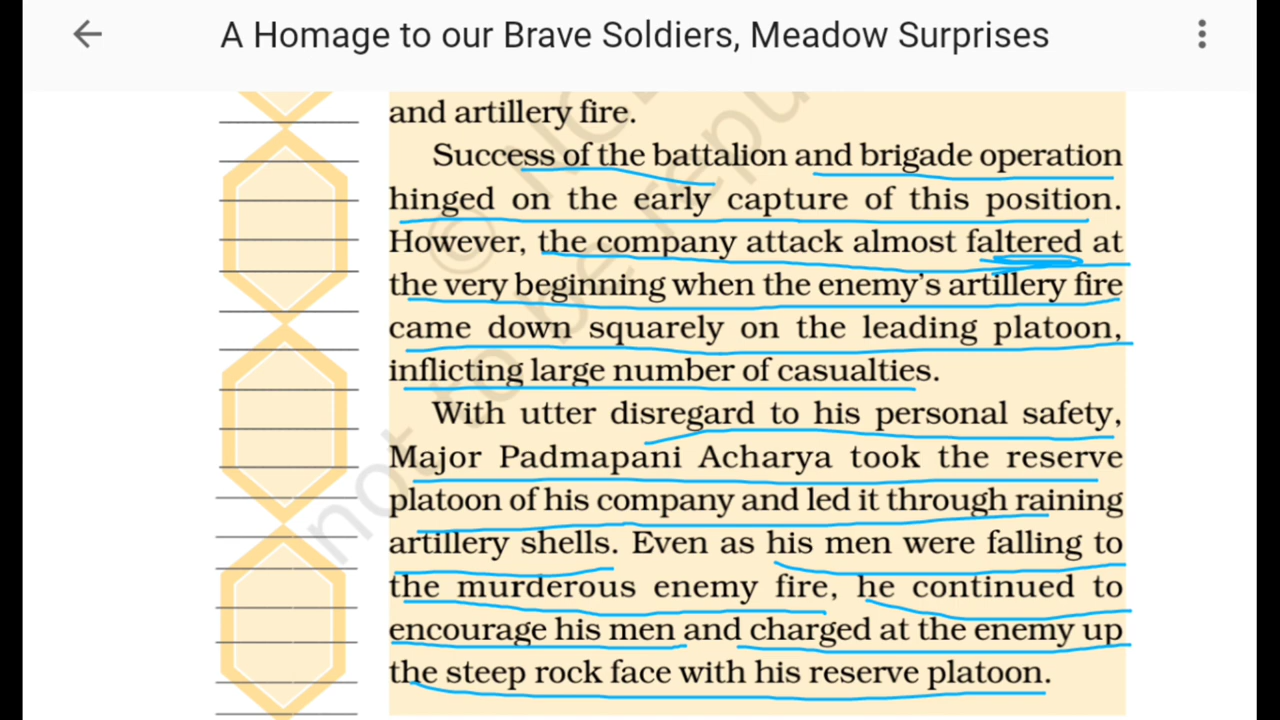 A Homage to our Brave Soldiers, Meadow Surprises
and artillery fire.
Success of the battalion and brigade operation
hinged on the early capture of this position.
However, the company attack almost faltered at
the very beginning when the enemy's artillery fire
came down squarely on the leading platoon,
inflicting large number of casualties.
With utter disregard to his personal safety,
Major Padmapani Acharya took the reserve
platoon of his company and led it through raining
artillery shells. Even as his men were falling to
the murderous enemy fire, he continued to
encourage his men and charged at the enemy up
the steep rock face with his reserve platoon.
not to be repu